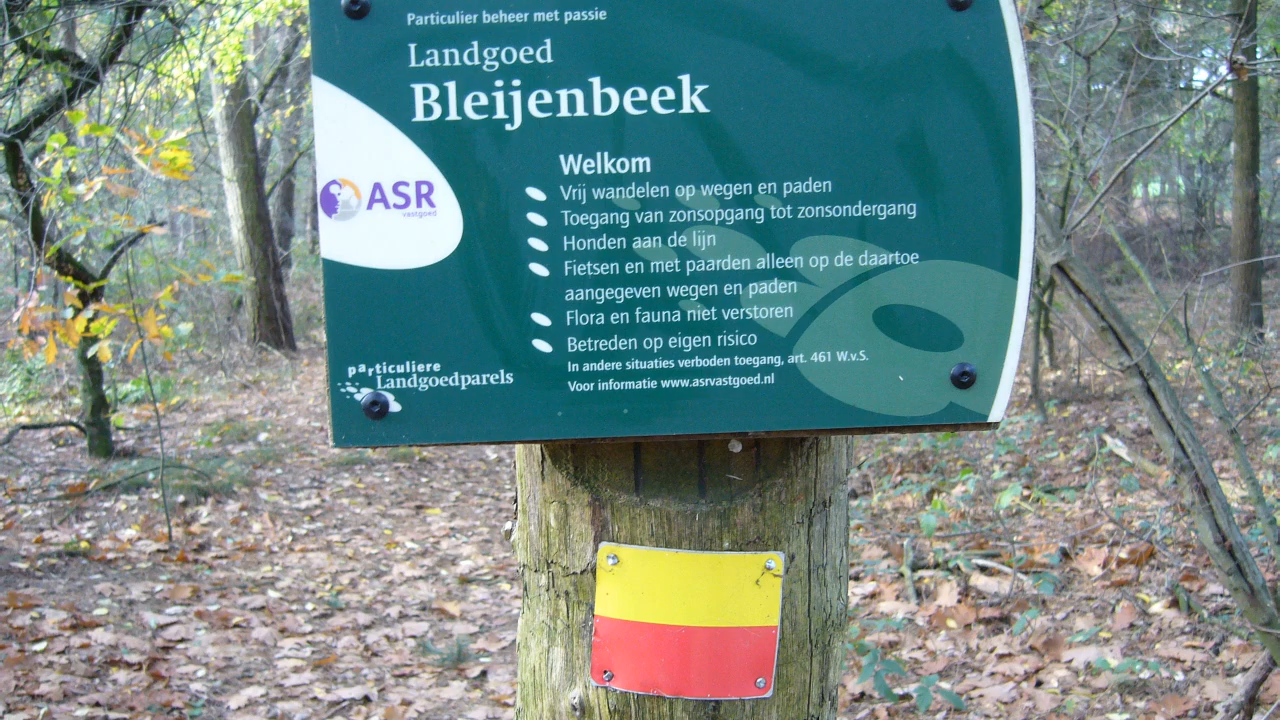 Particulier beheer met passie
Landgoed
Bleijenbeek
ASR
vastgoed
Welkom
Vrij wandelen op wegen en paden
Toegang van zonsopgang tot zonsondergang
Honden aan de lijn
Fietsen en met paarden alleen op de daartoe
aangegeven wegen en paden
Flora en fauna niet verstoren
Betreden op eigen risico
In andere situaties verboden toegang, art. 461 W.v.S.
Voor informatie www.asrvastgoed.nl
particuliere
Landgoedparels